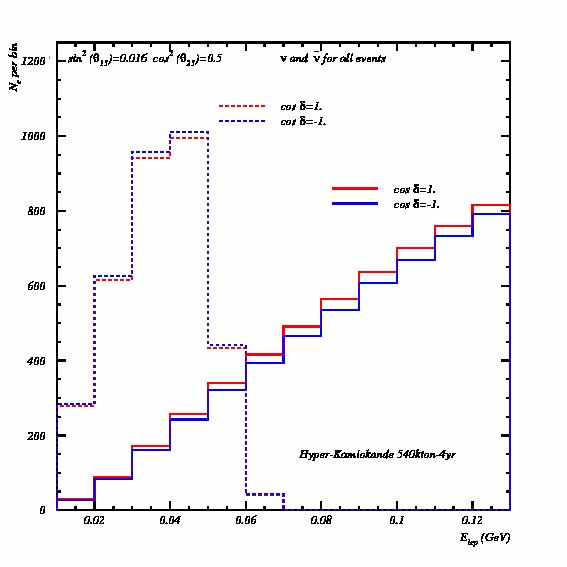 N_e per bin
sin²(θ₁₃)=0.016 cos²(θ₂₃)=0.5 ν and ν̄ for all events
cos δ=1.
cos δ=-1.
cos δ=1.
cos δ=-1.
Hyper-Kamiokande 540kton-4yr
1200
1000
800
600
400
200
0
0.02 0.04 0.06 0.08 0.1 0.12
E_lep (GeV)